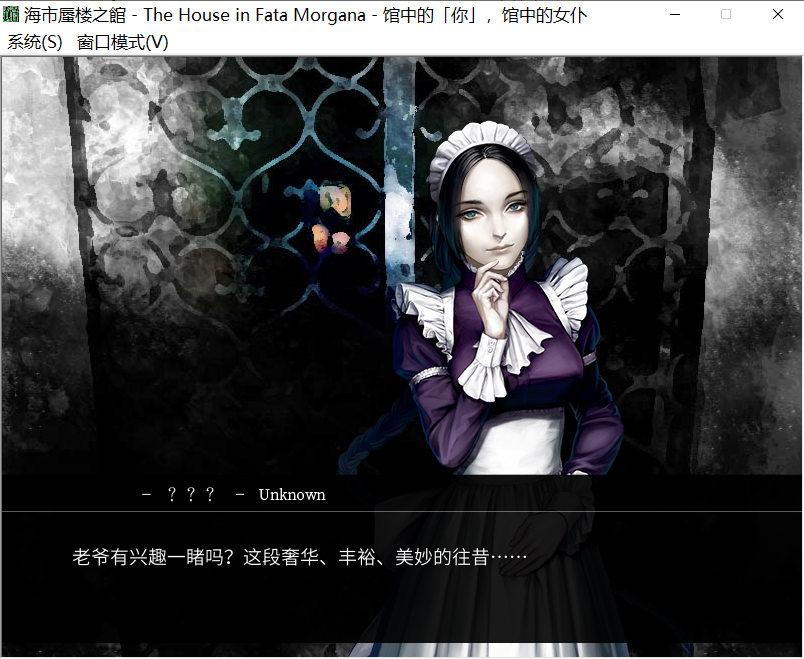 海市蜃楼之館 - The House in Fata Morgana - 馆中的「你」，馆中的女仆
系统(S) 窗口模式(V)
- ？？？ - Unknown
老爷有兴趣一睹吗？这段奢华、丰裕、美妙的往昔……